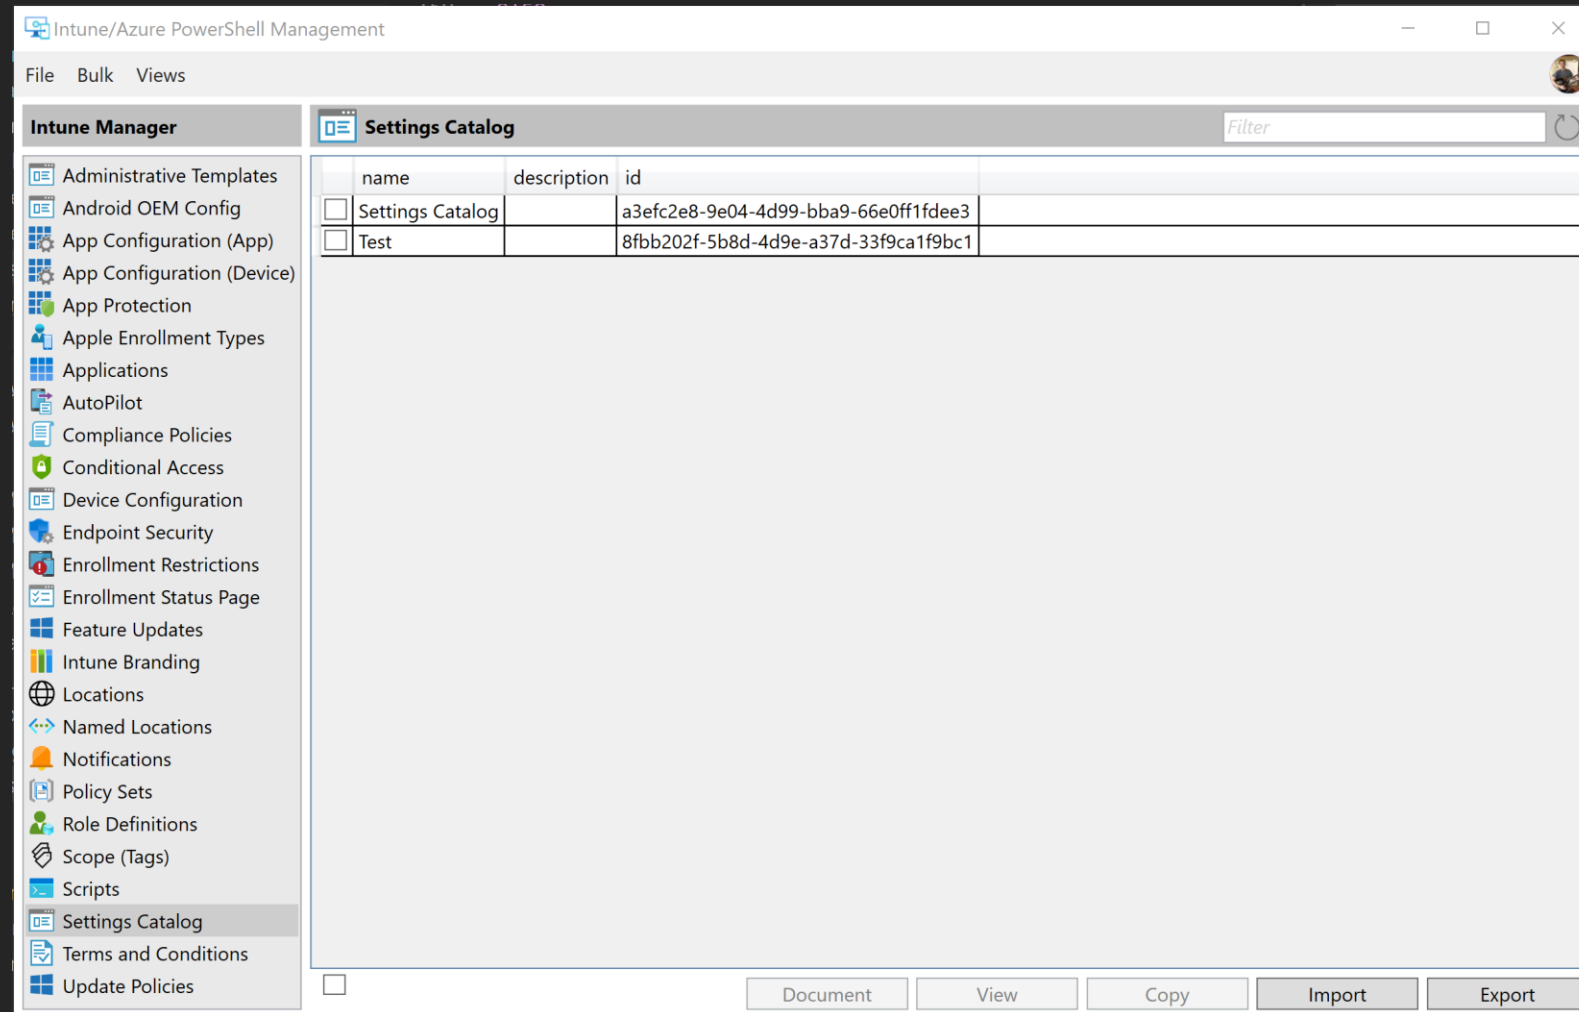 Intune/Azure PowerShell Management
File Bulk Views
Intune Manager
Settings Catalog
Filter
Administrative Templates
Android OEM Config
App Configuration (App)
App Configuration (Device)
App Protection
Apple Enrollment Types
Applications
AutoPilot
Compliance Policies
Conditional Access
Device Configuration
Endpoint Security
Enrollment Restrictions
Enrollment Status Page
Feature Updates
Intune Branding
Locations
Named Locations
Notifications
Policy Sets
Role Definitions
Scope (Tags)
Scripts
Settings Catalog
Terms and Conditions
Update Policies
name description id
Settings Catalog a3efc2e8-9e04-4d99-bba9-66e0ff1fdee3
Test 8fbb202f-5b8d-4d9e-a37d-33f9ca1f9bc1
Document View Copy Import Export